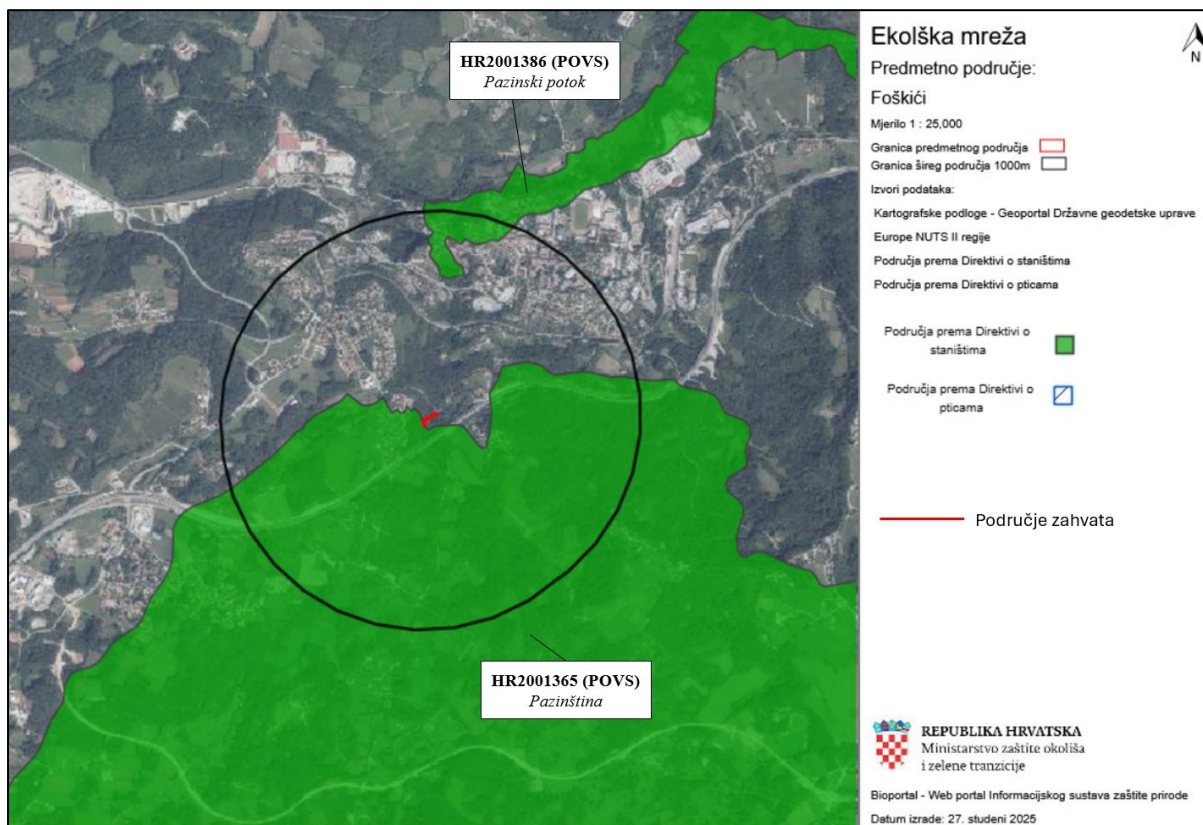 HR2001386 (POVS)
Pazinski potok
HR2001365 (POVS)
Pazinština
Ekolška mreža
N
Predmetno područje:
Foškići
Mjerilo 1 : 25,000
Granica predmetnog područja
Granica šireg područja 1000m
Izvori podataka:
Kartografske podloge - Geoportal Državne geodetske uprave
Europe NUTS II regije
Područja prema Direktivi o staništima
Područja prema Direktivi o pticama
Područja prema Direktivi o
staništima
Područja prema Direktivi o
pticama
Područje zahvata
REPUBLIKA HRVATSKA
Ministarstvo zaštite okoliša
i zelene tranzicije
Bioportal - Web portal Informacijskog sustava zaštite prirode
Datum izrade: 27. studeni 2025